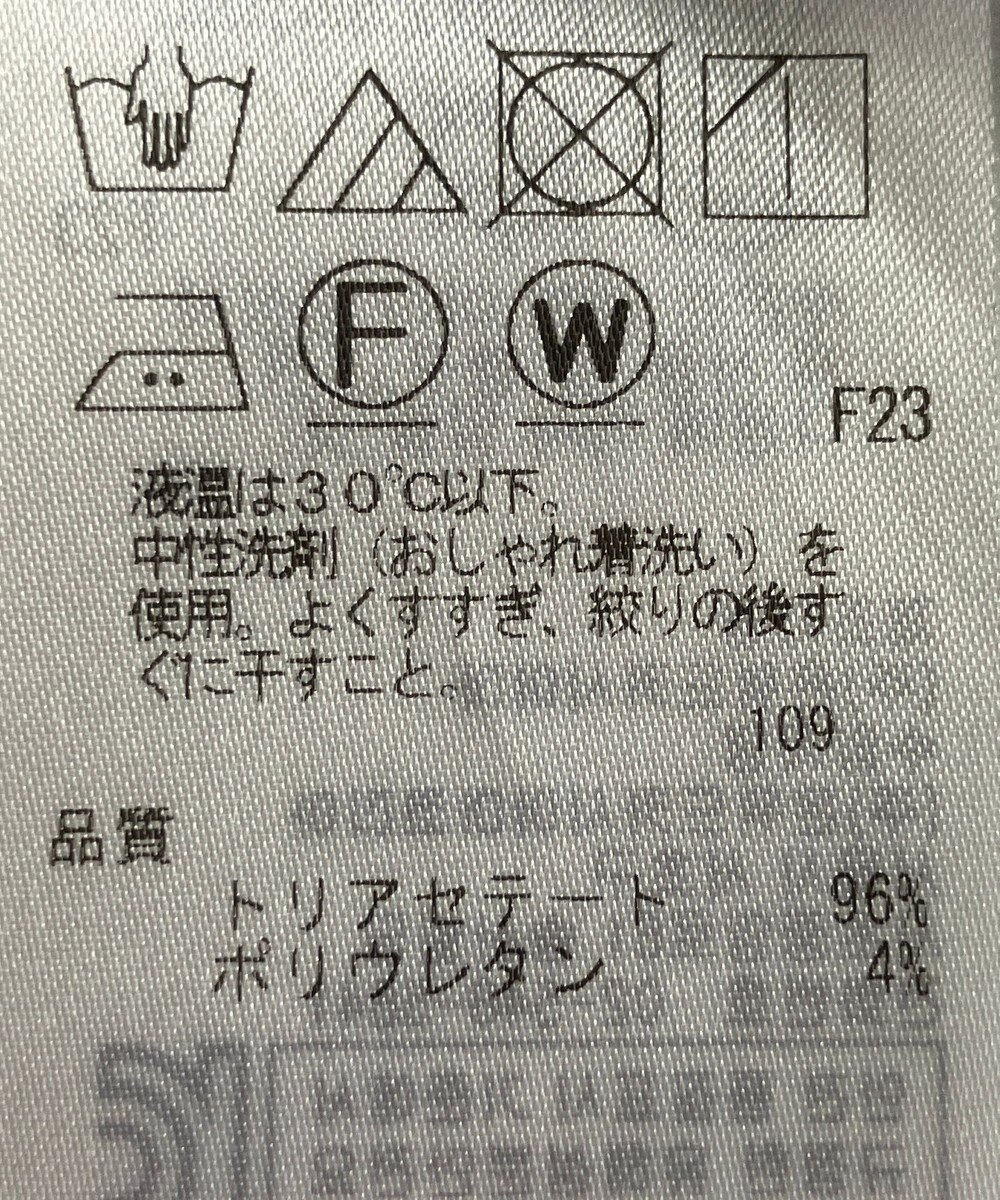 F W
F23
液温は30℃以下。
中性洗剤(おしゃれ着洗い)を
使用。よくすすぎ、絞りの後す
ぐに干すこと。
109
品質
トリアセテート 96%
ポリウレタン 4%